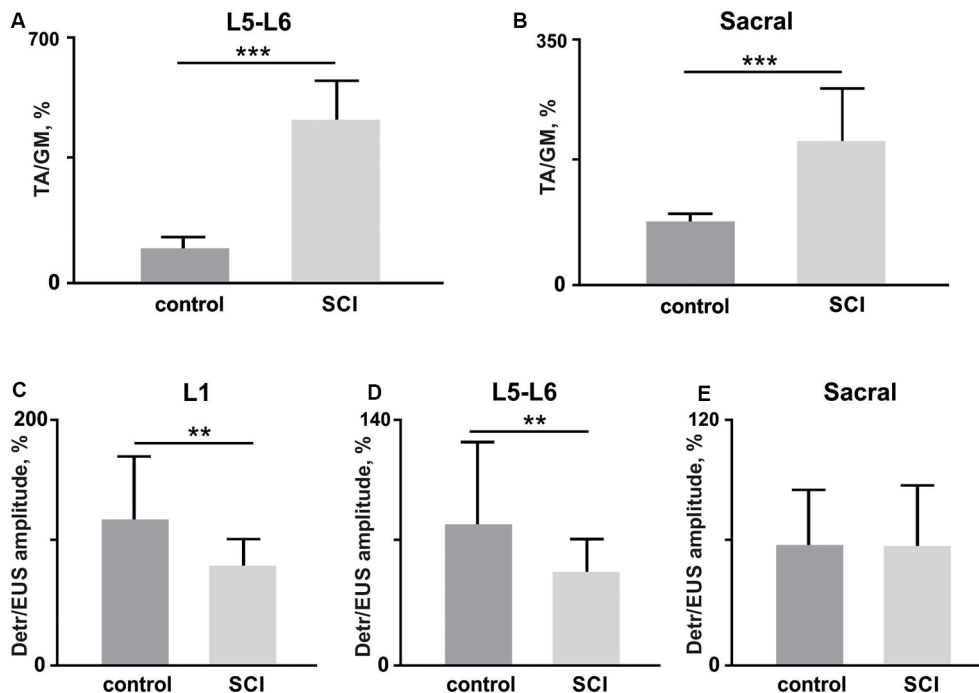 A
L5-L6
700
***
TA/GM, %
0
control
SCI
B
Sacral
350
***
TA/GM, %
0
control
SCI
C
L1
200
**
Detr/EUS amplitude, %
0
control
SCI
D
L5-L6
140
**
Detr/EUS amplitude, %
0
control
SCI
E
Sacral
120
Detr/EUS amplitude, %
0
control
SCI